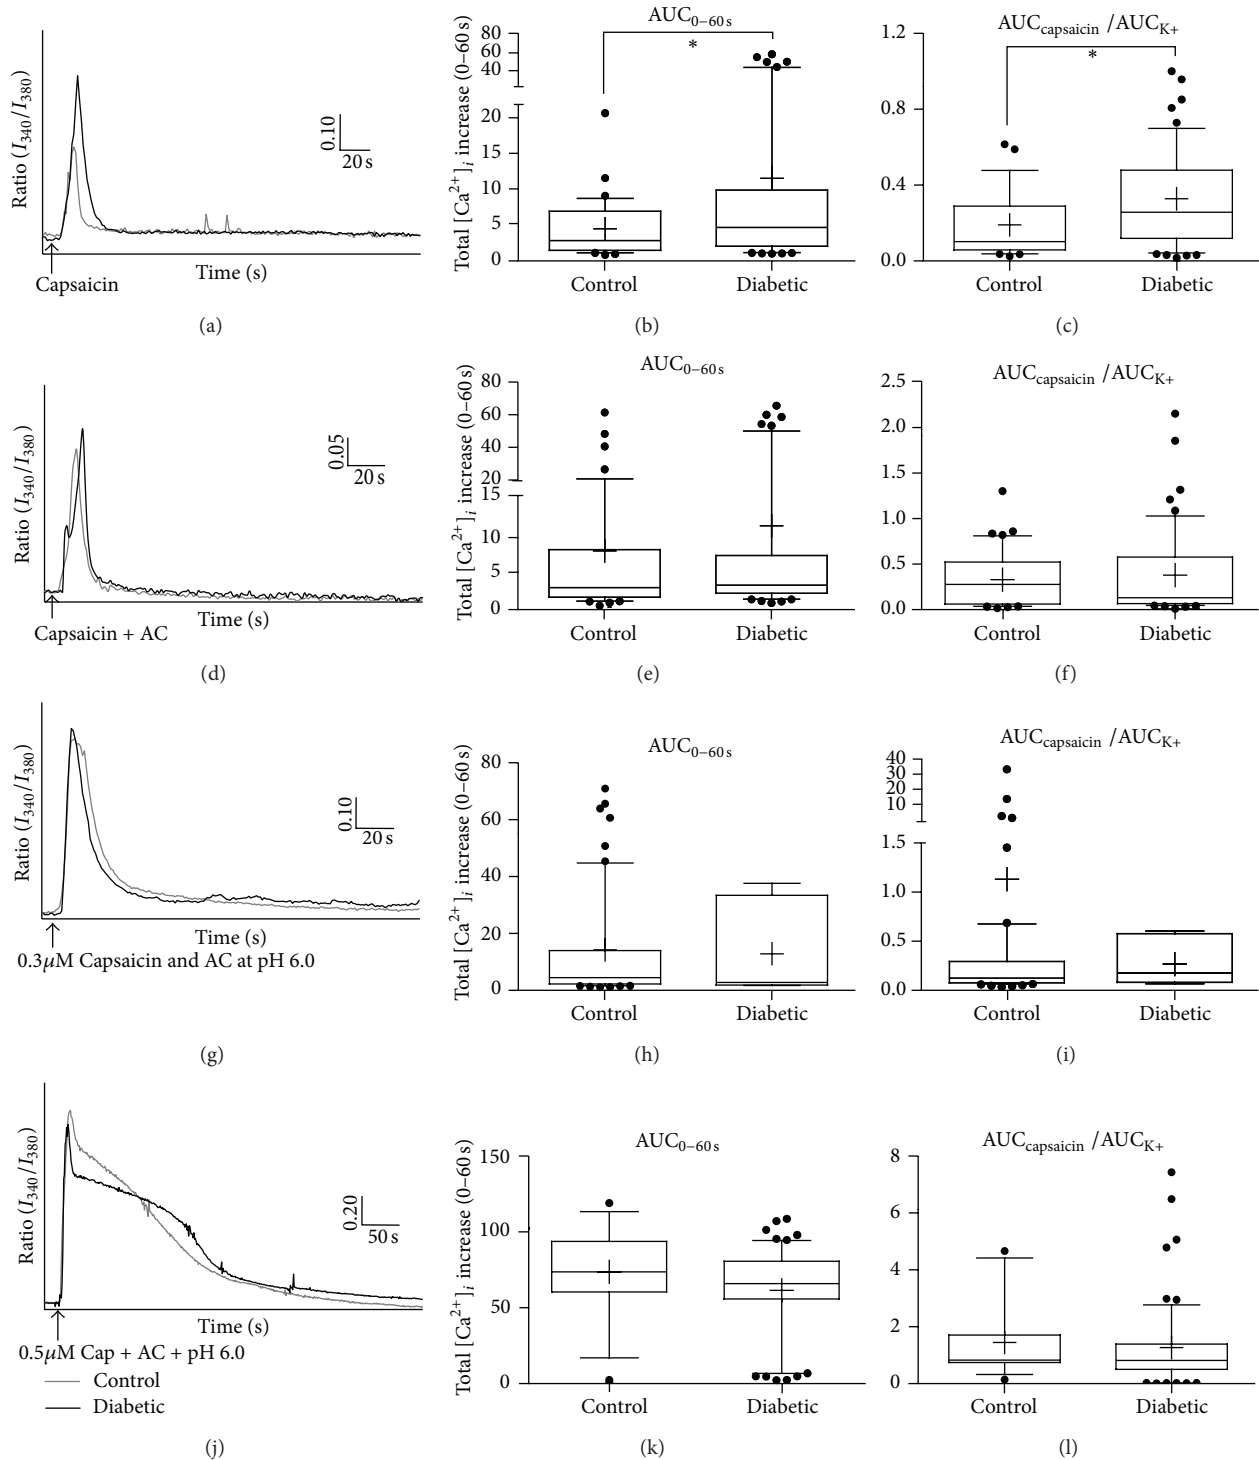 Ratio (I340/I380)
0.10
20 s
Time (s)
Capsaicin
(a)
AUC0−60 s
*
Total [Ca2+]i increase (0–60 s)
80
60
40
20
15
10
5
0
Control
Diabetic
(b)
AUCcapsaicin /AUCK+
*
1.2
0.8
0.4
0.0
Control
Diabetic
(c)
Ratio (I340/I380)
0.05
20 s
Time (s)
Capsaicin + AC
(d)
AUC0−60 s
Total [Ca2+]i increase (0–60 s)
80
60
40
20
15
10
5
0
Control
Diabetic
(e)
AUCcapsaicin /AUCK+
2.5
2.0
1.5
1.0
0.5
0.0
Control
Diabetic
(f)
Ratio (I340/I380)
0.10
20 s
Time (s)
0.3μM Capsaicin and AC at pH 6.0
(g)
AUC0−60 s
Total [Ca2+]i increase (0–60 s)
80
60
40
20
0
Control
Diabetic
(h)
AUCcapsaicin /AUCK+
40
30
20
10
1.5
1.0
0.5
0.0
Control
Diabetic
(i)
Ratio (I340/I380)
0.20
50 s
Time (s)
0.5μM Cap + AC + pH 6.0
Control
Diabetic
(j)
AUC0−60 s
Total [Ca2+]i increase (0–60 s)
150
100
50
0
Control
Diabetic
(k)
AUCcapsaicin /AUCK+
8
6
4
2
0
Control
Diabetic
(l)